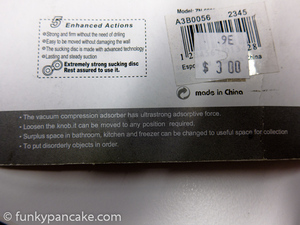 5 Enhanced Actions
Strong and firm without the need of drilling
Easy to be moved without damaging the wall
The sucking disc is made with advanced technology
Lasting and steady suction
Extremely strong sucking disc
Rest assured to use it.
Model:
A3B0056 2345
.9E
$ 3.00
made in China
• The vacuum compression adsorber has ultrastrong adsorptive force.
• Loosen the knob.it can be moved to any position required.
• Surplus space in bathroom, kitchen and freezer can be changed to useful space for collection
• To put disorderly objects in order.
© funkypancake.com